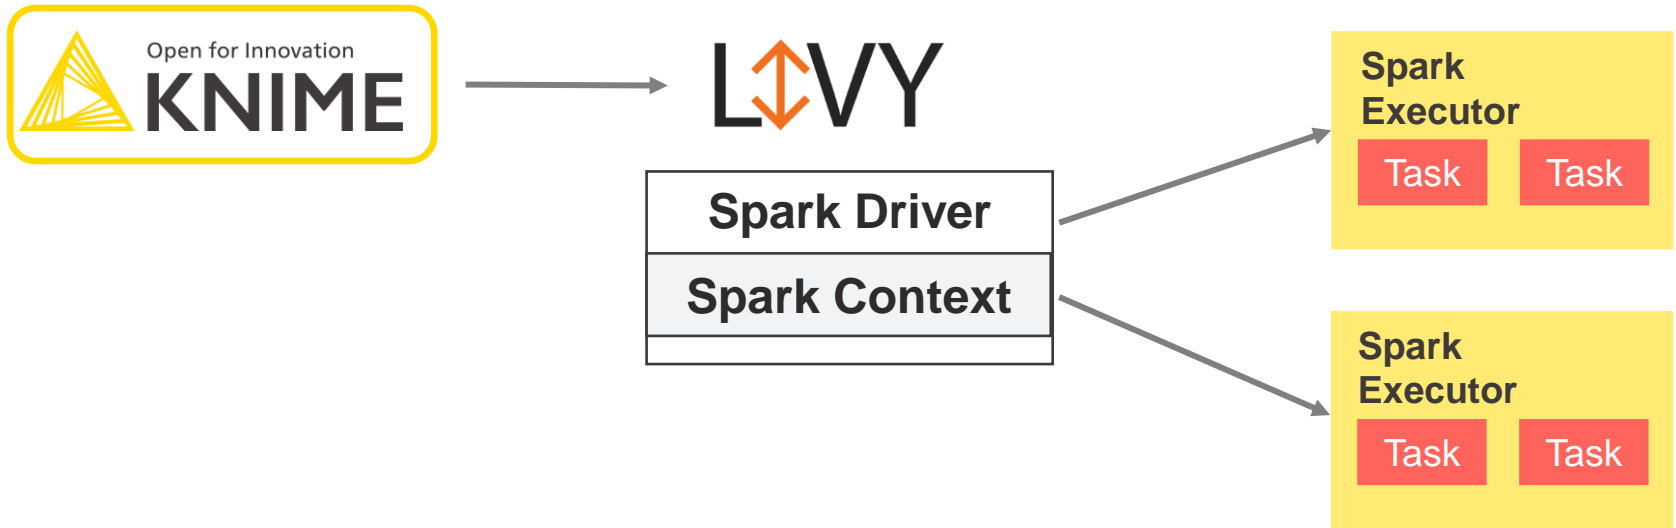 Open for Innovation
KNIME
LIVY
Spark Driver
Spark Context
Spark
Executor
Task Task
Spark
Executor
Task Task